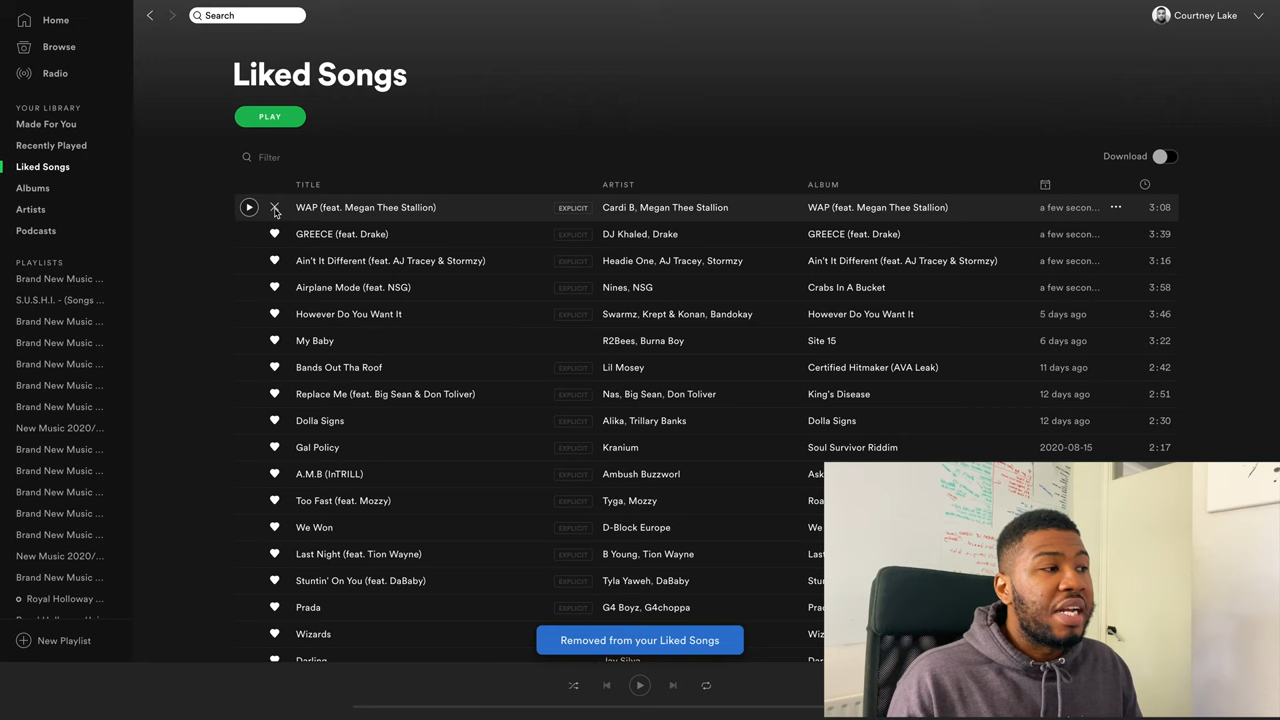 Home
Browse
Radio
YOUR LIBRARY
Made For You
Recently Played
Liked Songs
Albums
Artists
Podcasts
PLAYLISTS
Brand New Music ...
S.U.S.H.I. - (Songs ...
Brand New Music ...
Brand New Music ...
Brand New Music ...
Brand New Music ...
Brand New Music ...
New Music 2020/...
Brand New Music ...
Brand New Music ...
Brand New Music ...
Brand New Music ...
Brand New Music ...
New Music 2020/...
Brand New Music ...
Royal Holloway ...
New Playlist
Search
Courtney Lake
Liked Songs
PLAY
Filter
Download
TITLE ARTIST ALBUM
WAP (feat. Megan Thee Stallion) EXPLICIT Cardi B, Megan Thee Stallion WAP (feat. Megan Thee Stallion) a few secon... 3:08
GREECE (feat. Drake) EXPLICIT DJ Khaled, Drake GREECE (feat. Drake) a few secon... 3:39
Ain't It Different (feat. AJ Tracey & Stormzy) EXPLICIT Headie One, AJ Tracey, Stormzy Ain't It Different (feat. AJ Tracey & Stormzy) a few secon... 3:16
Airplane Mode (feat. NSG) EXPLICIT Nines, NSG Crabs In A Bucket a few secon... 3:58
However Do You Want It EXPLICIT Swarmz, Krept & Konan, Bandokay However Do You Want It 5 days ago 3:46
My Baby R2Bees, Burna Boy Site 15 6 days ago 3:22
Bands Out Tha Roof EXPLICIT Lil Mosey Certified Hitmaker (AVA Leak) 11 days ago 2:42
Replace Me (feat. Big Sean & Don Toliver) EXPLICIT Nas, Big Sean, Don Toliver King's Disease 12 days ago 2:51
Dolla Signs EXPLICIT Alika, Trillary Banks Dolla Signs 12 days ago 2:30
Gal Policy EXPLICIT Kranium Soul Survivor Riddim 2020-08-15 2:17
A.M.B (InTRILL) EXPLICIT Ambush Buzzworl Ask
Too Fast (feat. Mozzy) EXPLICIT Tyga, Mozzy Roa
We Won EXPLICIT D-Block Europe We
Last Night (feat. Tion Wayne) EXPLICIT B Young, Tion Wayne Last
Stuntin' On You (feat. DaBaby) EXPLICIT Tyla Yaweh, DaBaby Stun
Prada EXPLICIT G4 Boyz, G4choppa Prad
Wizards Wiz
Darling Jay Silva
Removed from your Liked Songs